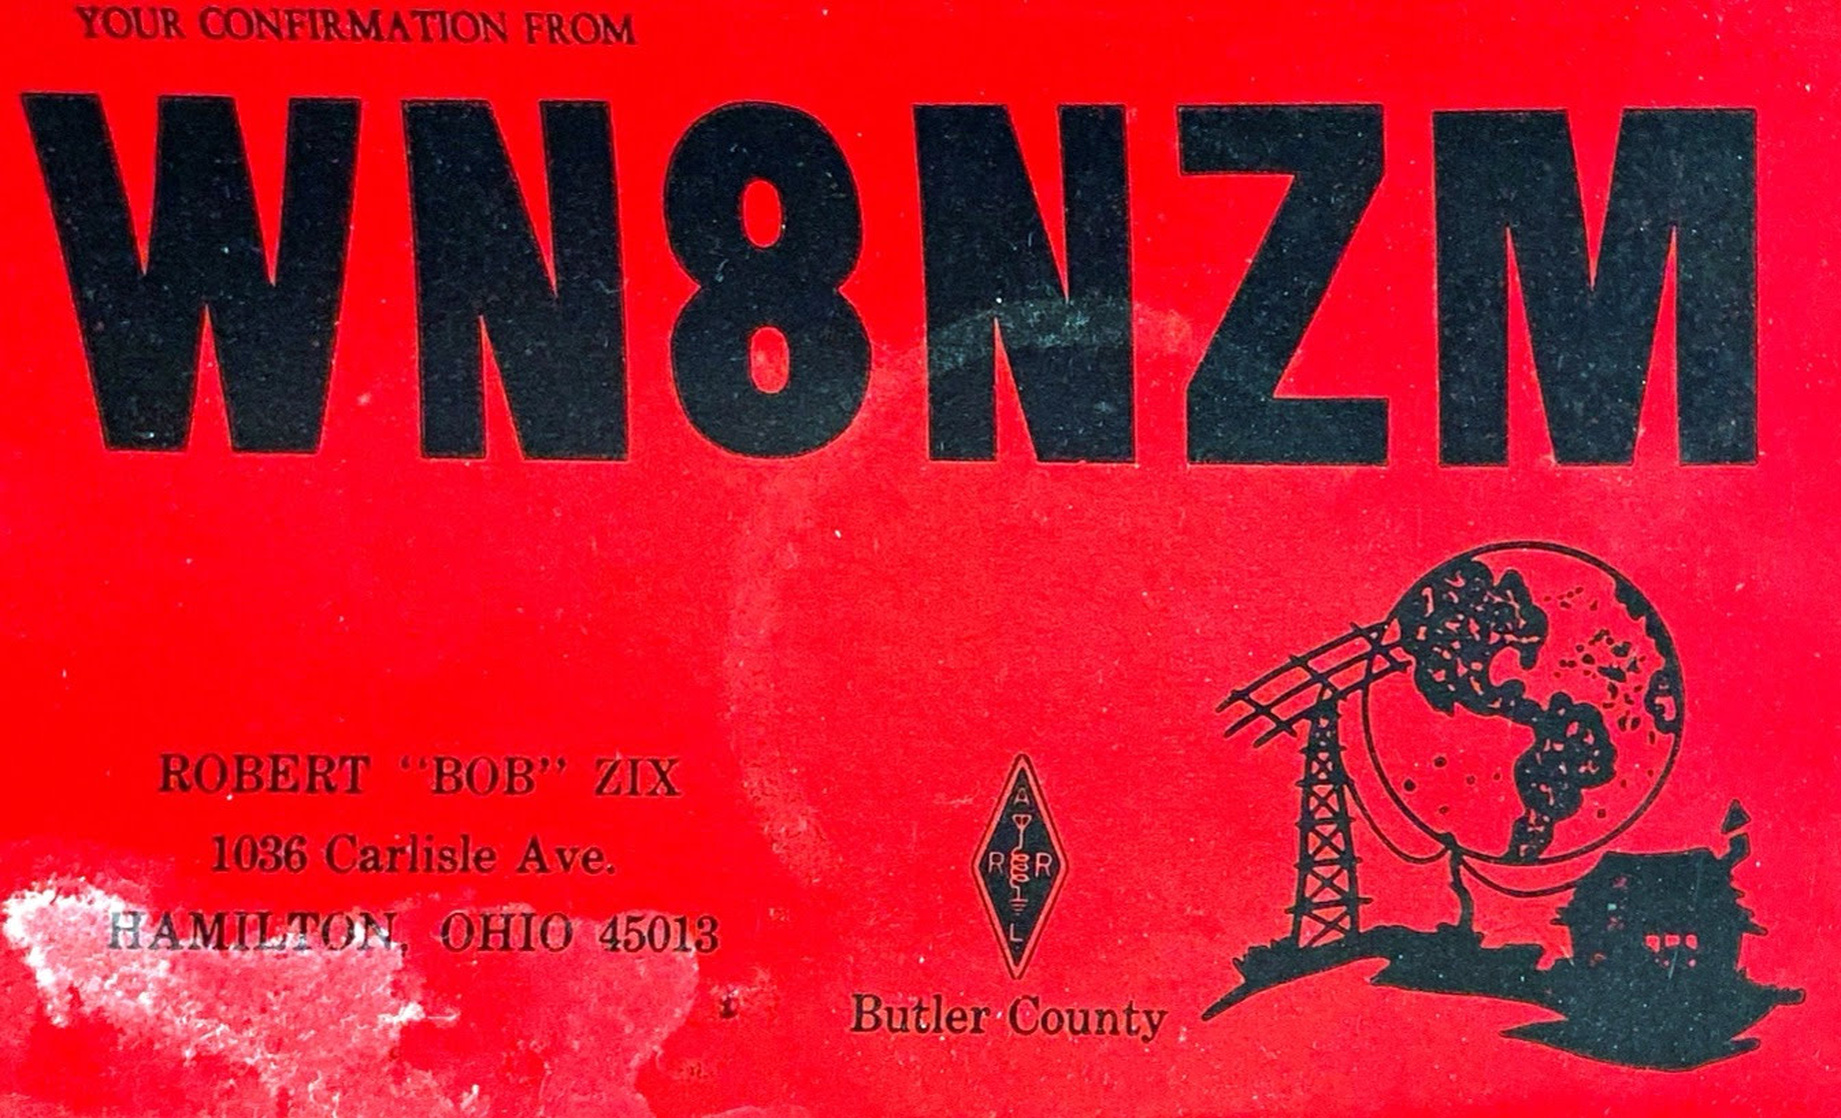 YOUR CONFIRMATION FROM
WN8NZM
ROBERT "BOB" ZIX
1036 Carlisle Ave.
HAMILTON, OHIO 45013
A
R R
L
Butler County